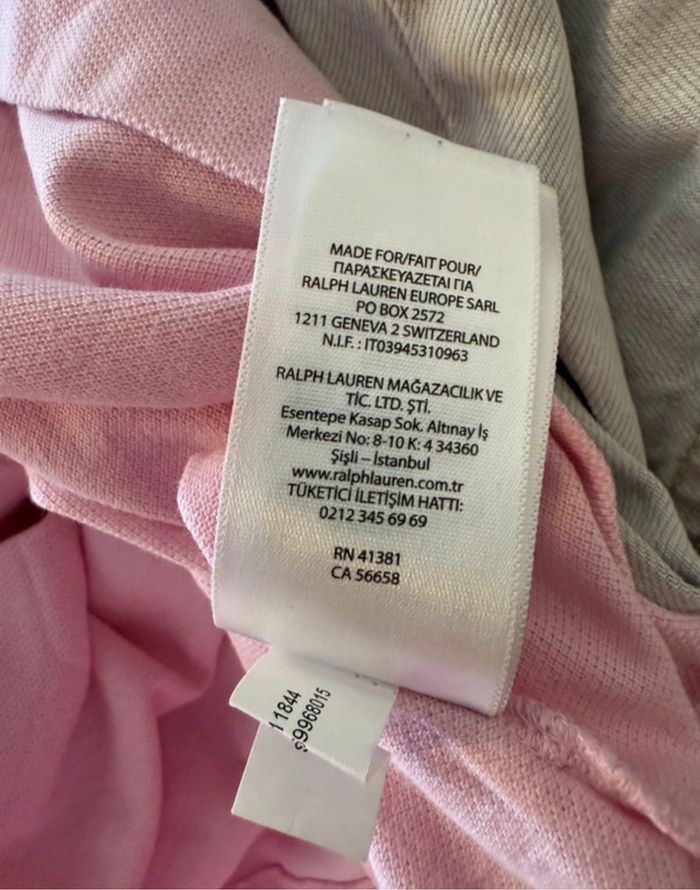 MADE FOR/FAIT POUR/
ΠΑΡΑΣΚΕΥΑΖΕΤΑΙ ΓΙΑ
RALPH LAUREN EUROPE SARL
PO BOX 2572
1211 GENEVA 2 SWITZERLAND
N.I.F. : IT03945310963
RALPH LAUREN MAĞAZACILIK VE
TİC. LTD. ŞTİ.
Esentepe Kasap Sok. Altınay İş
Merkezi No: 8-10 K: 4 34360
Şişli – İstanbul
www.ralphlauren.com.tr
TÜKETİCİ İLETİŞİM HATTI:
0212 345 69 69
RN 41381
CA 56658
11844
99968015